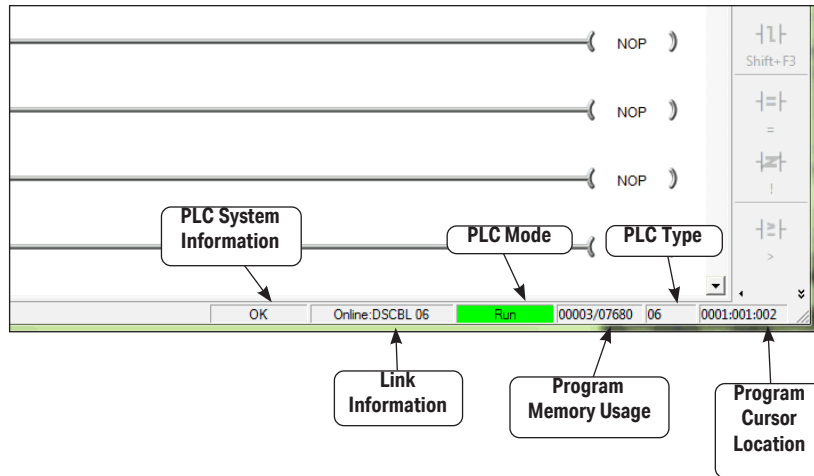 NOP
Shift+F3
NOP
=
NOP
!
PLC System
Information
PLC Mode
PLC Type
>
OK
Online:DSCBL 06
Run
00003/07680
06
0001:001:002
Link
Information
Program
Memory Usage
Program
Cursor
Location